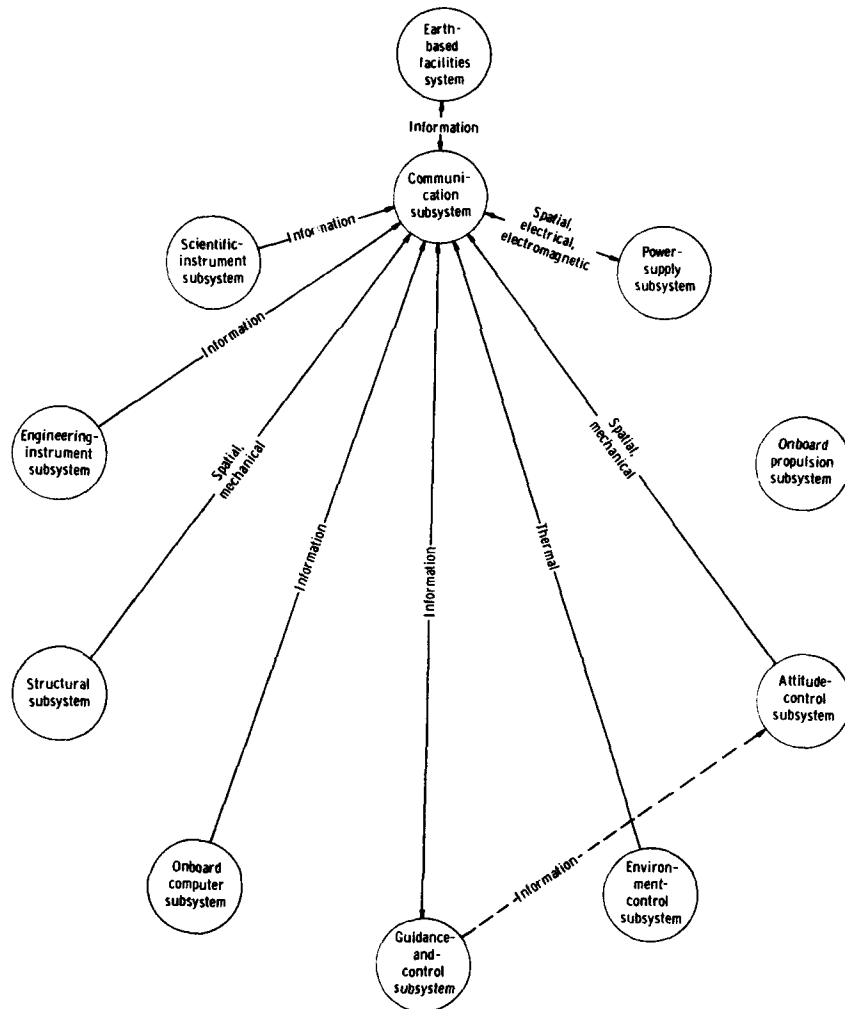 Earth-
based
facilities
system
Information
Communi-
cation
subsystem
Spatial,
electrical,
electromagnetic
Information
Scientific-
instrument
subsystem
Power-
supply
subsystem
Information
Engineering-
instrument
subsystem
Spatial,
mechanical
Spatial,
mechanical
Onboard
propulsion
subsystem
Information
Information
Thermal
Structural
subsystem
Attitude-
control
subsystem
Onboard
computer
subsystem
Information
Environ-
ment-
control
subsystem
Guidance-
and-
control
subsystem